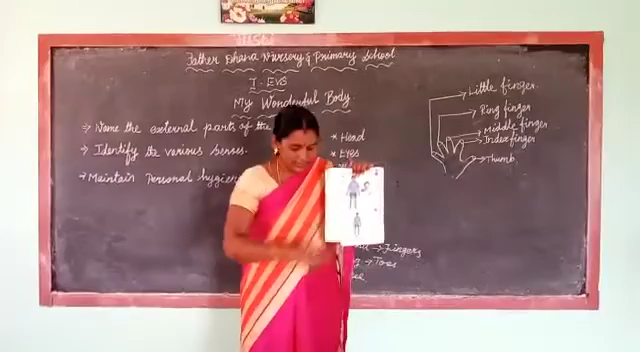 Father Dhana Nursery & Primary School
I - EVS
My Wonderful Body
⇒ Name the external parts of the
→ Identify the various senses.
→ Maintain Personal hygiene
* Head
* Eyes
→ Fingers
→ Toes
Little finger
Ring finger
Middle finger
Index finger
Thumb